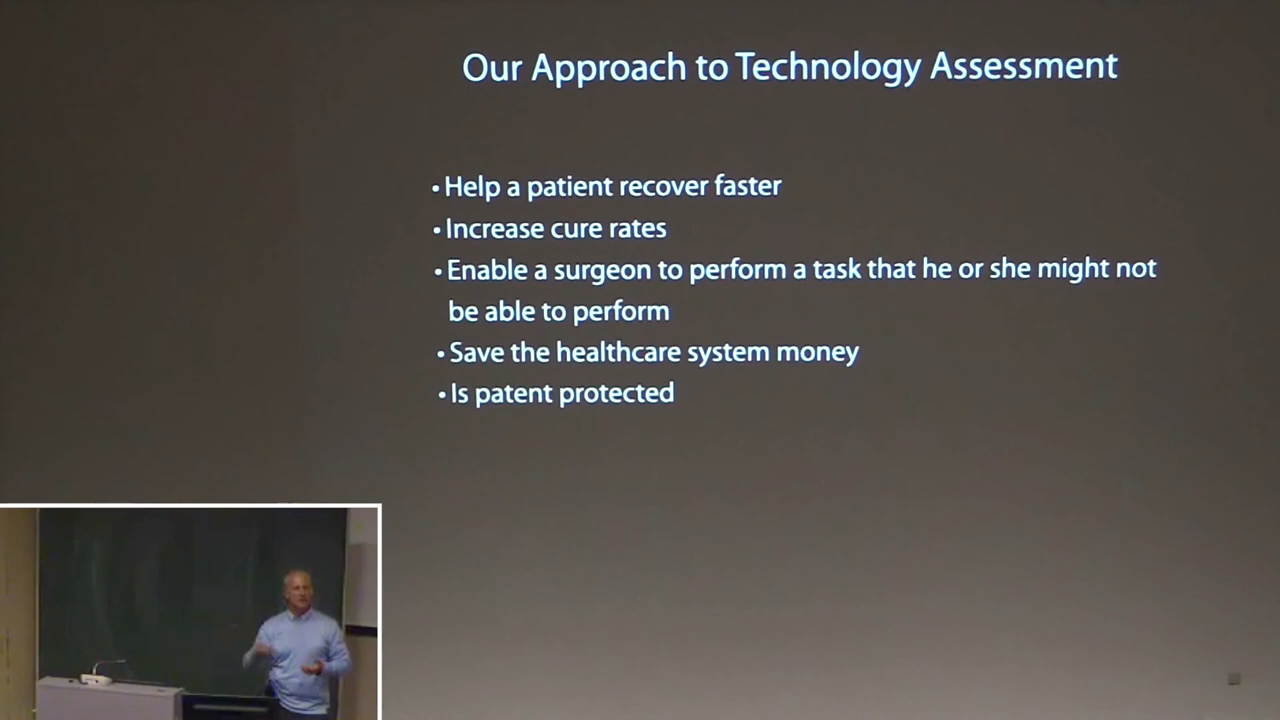 Our Approach to Technology Assessment
• Help a patient recover faster
• Increase cure rates
• Enable a surgeon to perform a task that he or she might not
be able to perform
• Save the healthcare system money
• Is patent protected